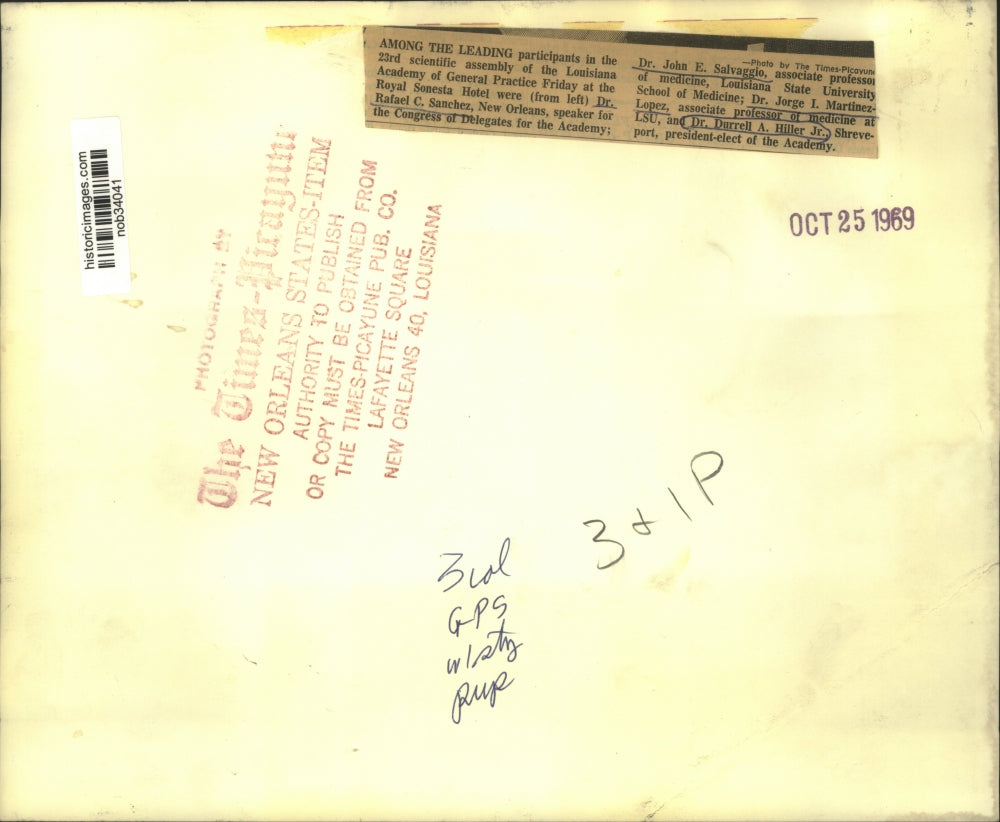 AMONG THE LEADING participants in the
23rd scientific assembly of the Louisiana
Academy of General Practice Friday at the
Royal Sonesta Hotel were (from left) Dr.
Rafael C. Sanchez, New Orleans, speaker for
the Congress of Delegates for the Academy;
—Photo by The Times-Picayune
Dr. John E. Salvaggio, associate professor
of medicine, Louisiana State University
School of Medicine; Dr. Jorge I. Martinez-
Lopez, associate professor of medicine at
LSU, and Dr. Durrell A. Hiller Jr., Shreve-
port, president-elect of the Academy.
historicimages.com
nob34041
OCT 25 1969
PHOTOGRAPH BY
The Times-Picayune
NEW ORLEANS STATES-ITEM
AUTHORITY TO PUBLISH
OR COPY MUST BE OBTAINED FROM
THE TIMES-PICAYUNE PUB. CO.
LAFAYETTE SQUARE
NEW ORLEANS 40, LOUISIANA
3 & 1 P
3 col
GPS
w/sty